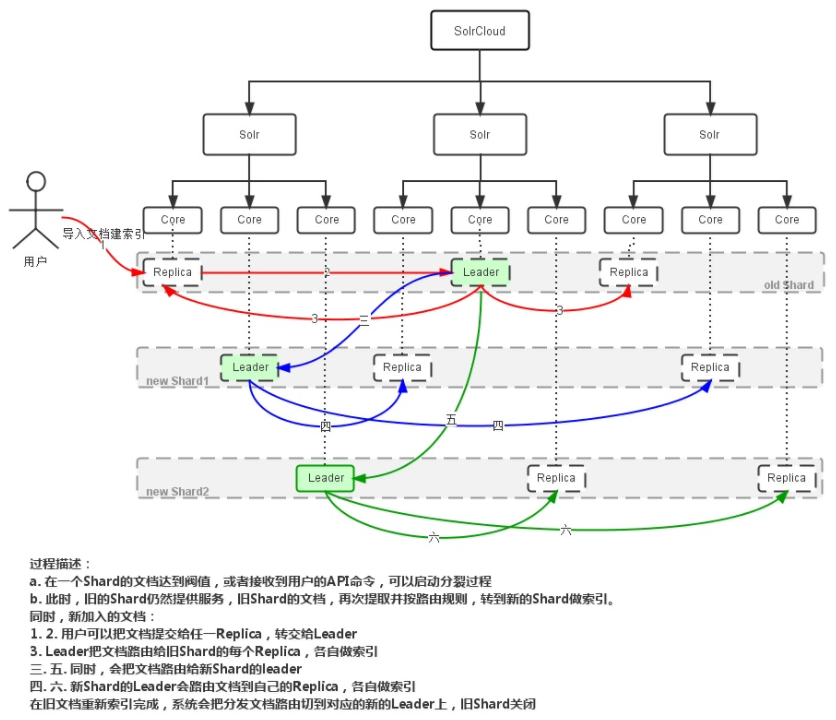 SolrCloud
Solr Solr Solr
Core Core Core Core Core Core Core Core Core
导入文档建索引
1
用户
Replica 2 Leader Replica
old Shard
3 三 3
Leader Replica Replica
new Shard1
四 五 四
Leader Replica Replica
new Shard2
六 六
过程描述：
a. 在一个Shard的文档达到阀值，或者接收到用户的API命令，可以启动分裂过程
b. 此时，旧的Shard仍然提供服务，旧Shard的文档，再次提取并按路由规则，转到新的Shard做索引。
同时，新加入的文档：
1. 2. 用户可以把文档提交给任一Replica，转交给Leader
3. Leader把文档路由给旧Shard的每个Replica，各自做索引
三. 五. 同时，会把文档路由给新Shard的leader
四. 六. 新Shard的Leader会路由文档到自己的Replica，各自做索引
在旧文档重新索引完成，系统会把分发文档路由切到对应的新的Leader上，旧Shard关闭